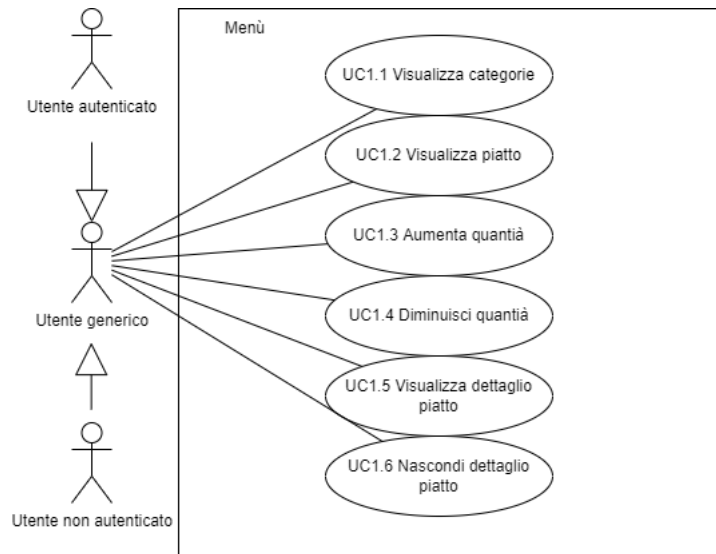 Menù
UC1.1 Visualizza categorie
Utente autenticato
UC1.2 Visualizza piatto
UC1.3 Aumenta quantià
UC1.4 Diminuisci quantià
Utente generico
UC1.5 Visualizza dettaglio
piatto
UC1.6 Nascondi dettaglio
piatto
Utente non autenticato